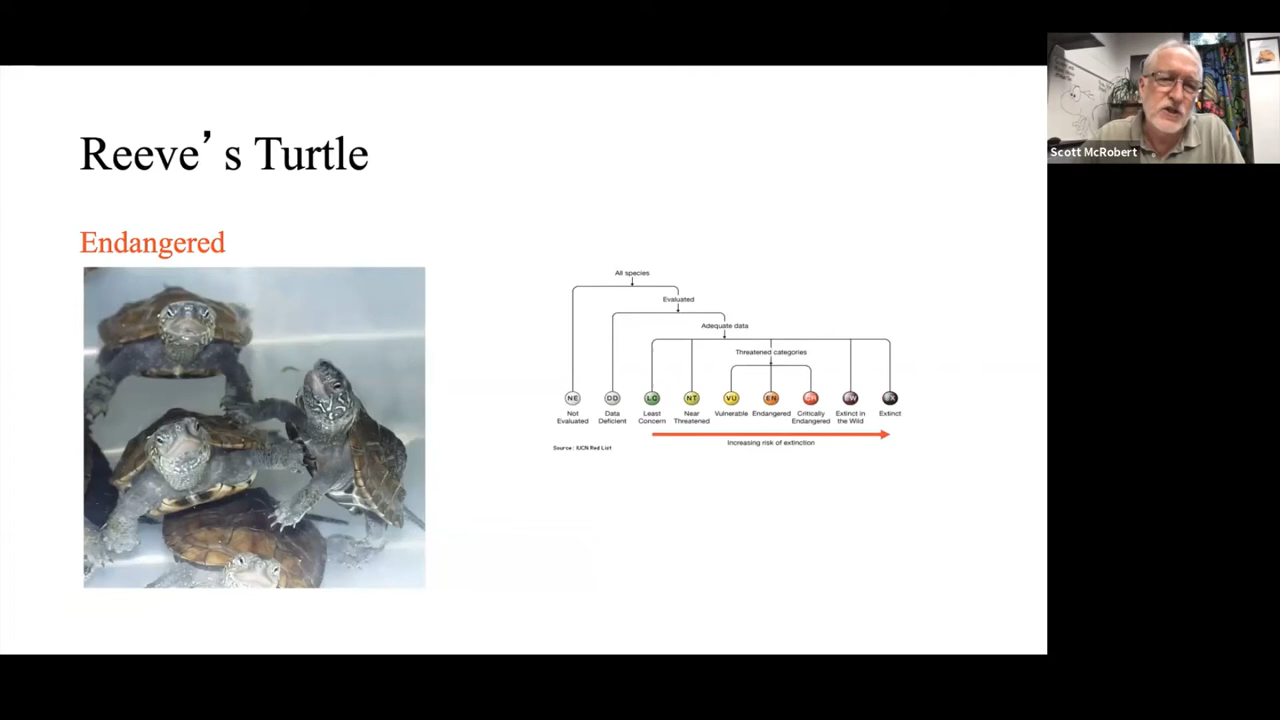 Reeve's Turtle
Endangered
All species
Evaluated
Adequate data
Threatened categories
NE
DD
LC
NT
VU
EN
CR
EW
EX
Not Evaluated
Data Deficient
Least Concern
Near Threatened
Vulnerable
Endangered
Critically Endangered
Extinct in the Wild
Extinct
Increasing risk of extinction
Source: IUCN Red List
Scott McRobert